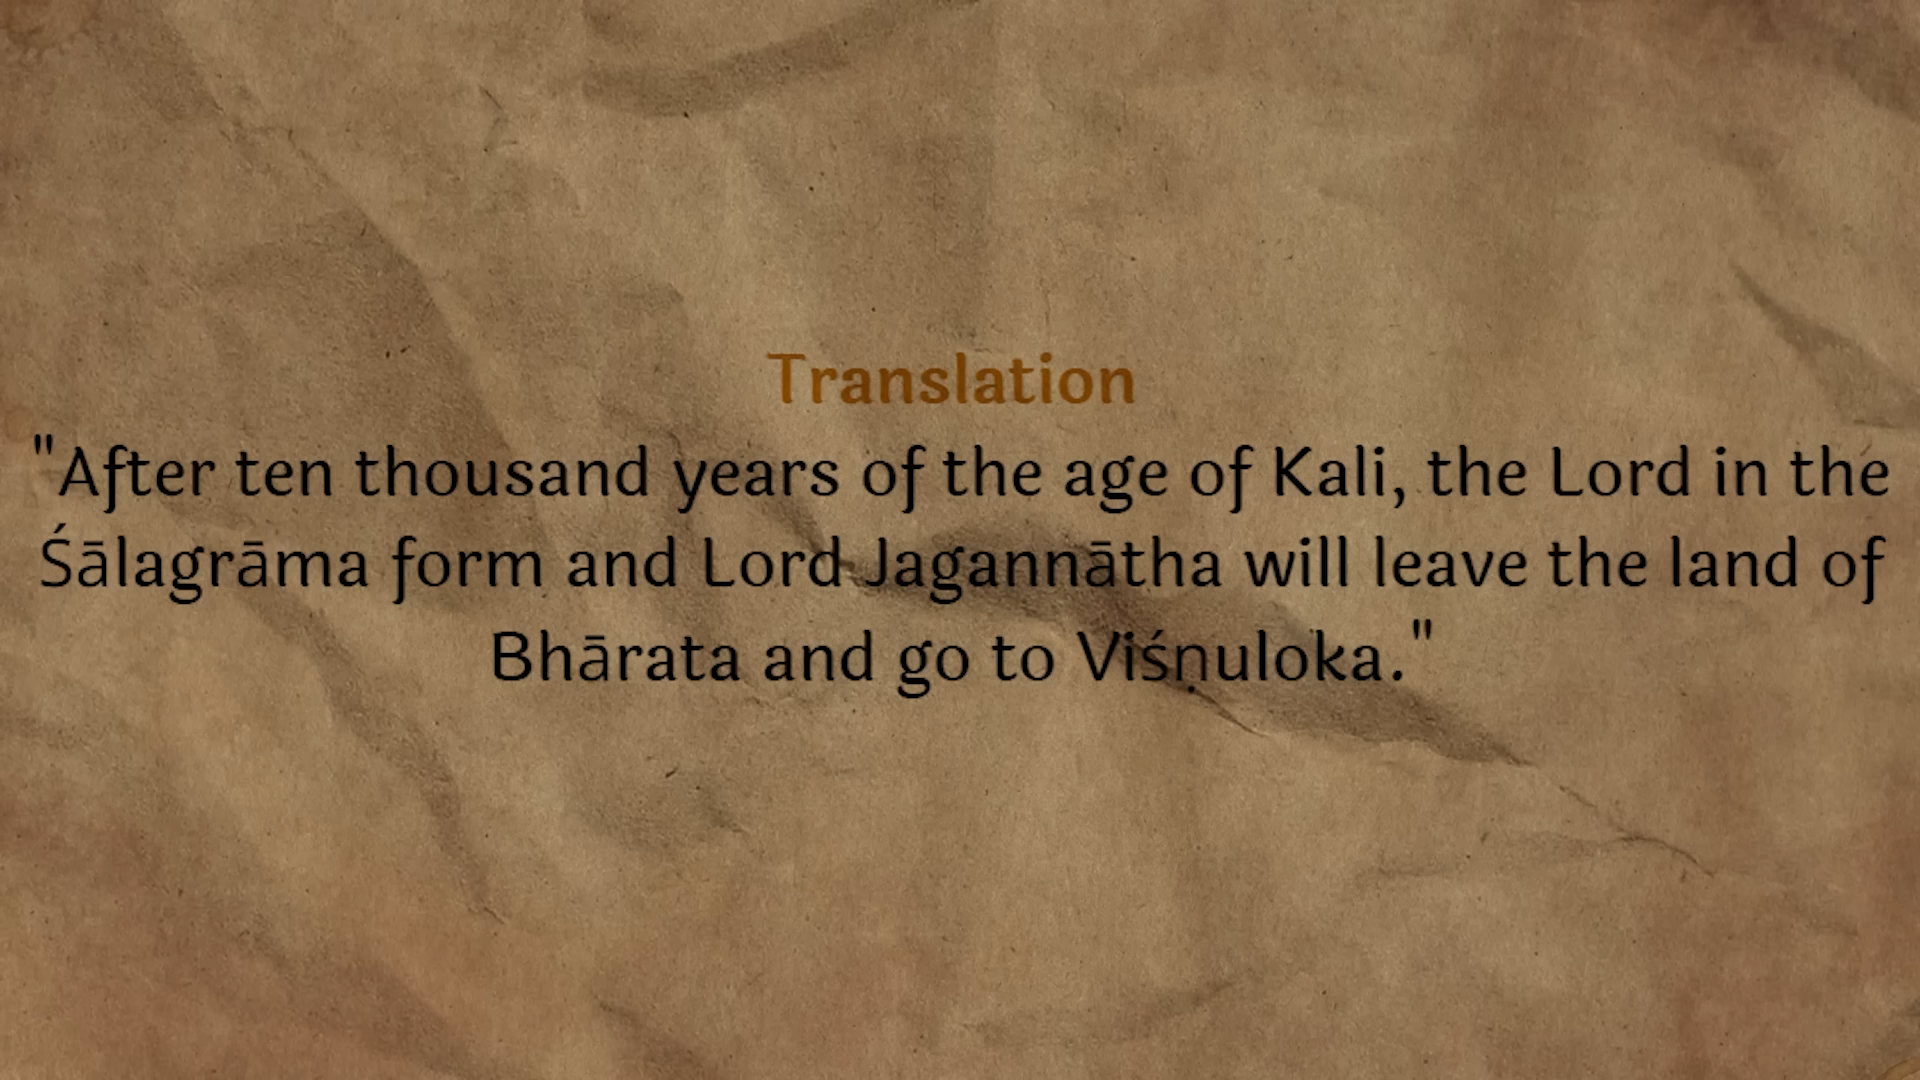 Translation
"After ten thousand years of the age of Kali, the Lord in the
Śālagrāma form and Lord Jagannātha will leave the land of
Bhārata and go to Viśṇuloka."